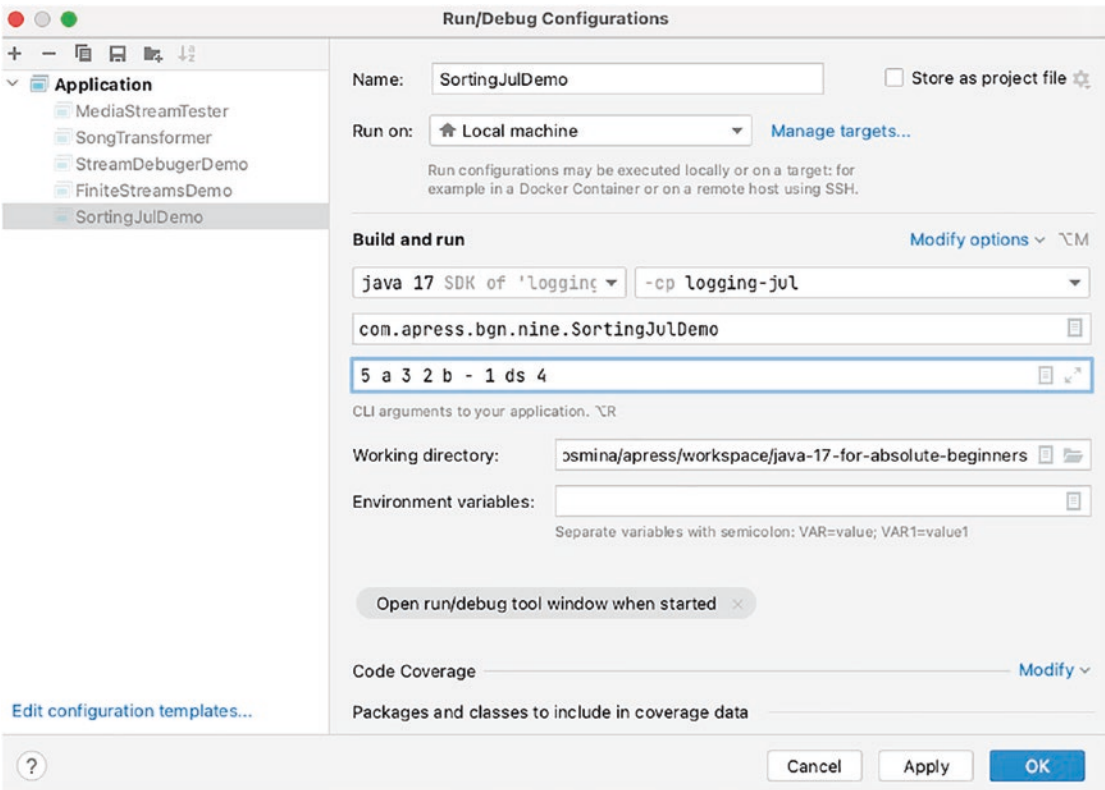 Run/Debug Configurations
Application
MediaStreamTester
SongTransformer
StreamDebugerDemo
FiniteStreamsDemo
SortingJulDemo
Edit configuration templates...
Name: SortingJulDemo Store as project file
Run on: Local machine Manage targets...
Run configurations may be executed locally or on a target: for
example in a Docker Container or on a remote host using SSH.
Build and run Modify options ⌥M
java 17 SDK of 'logging -cp logging-jul
com.apress.bgn.nine.SortingJulDemo
5 a 3 2 b - 1 ds 4
CLI arguments to your application. ⌥R
Working directory: osmina/apress/workspace/java-17-for-absolute-beginners
Environment variables:
Separate variables with semicolon: VAR=value; VAR1=value1
Open run/debug tool window when started ×
Code Coverage Modify
Packages and classes to include in coverage data
? Cancel Apply OK